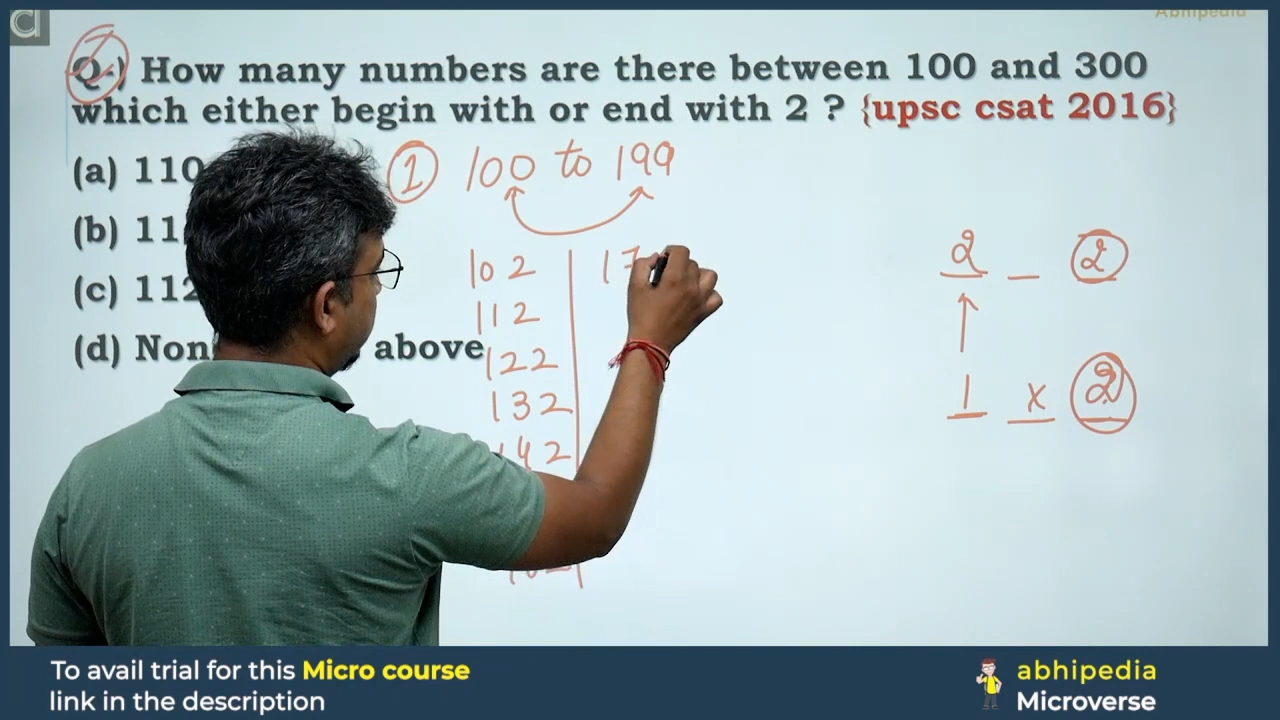 Abhipedia
Q.) How many numbers are there between 100 and 300
which either begin with or end with 2 ? {upsc csat 2016}
(a) 110
(b) 11
(c) 112
(d) Non above
1 100 to 199
102
112
122
132
142
17
2 _ 2
1 x 2
To avail trial for this Micro course
link in the description
abhipedia
Microverse